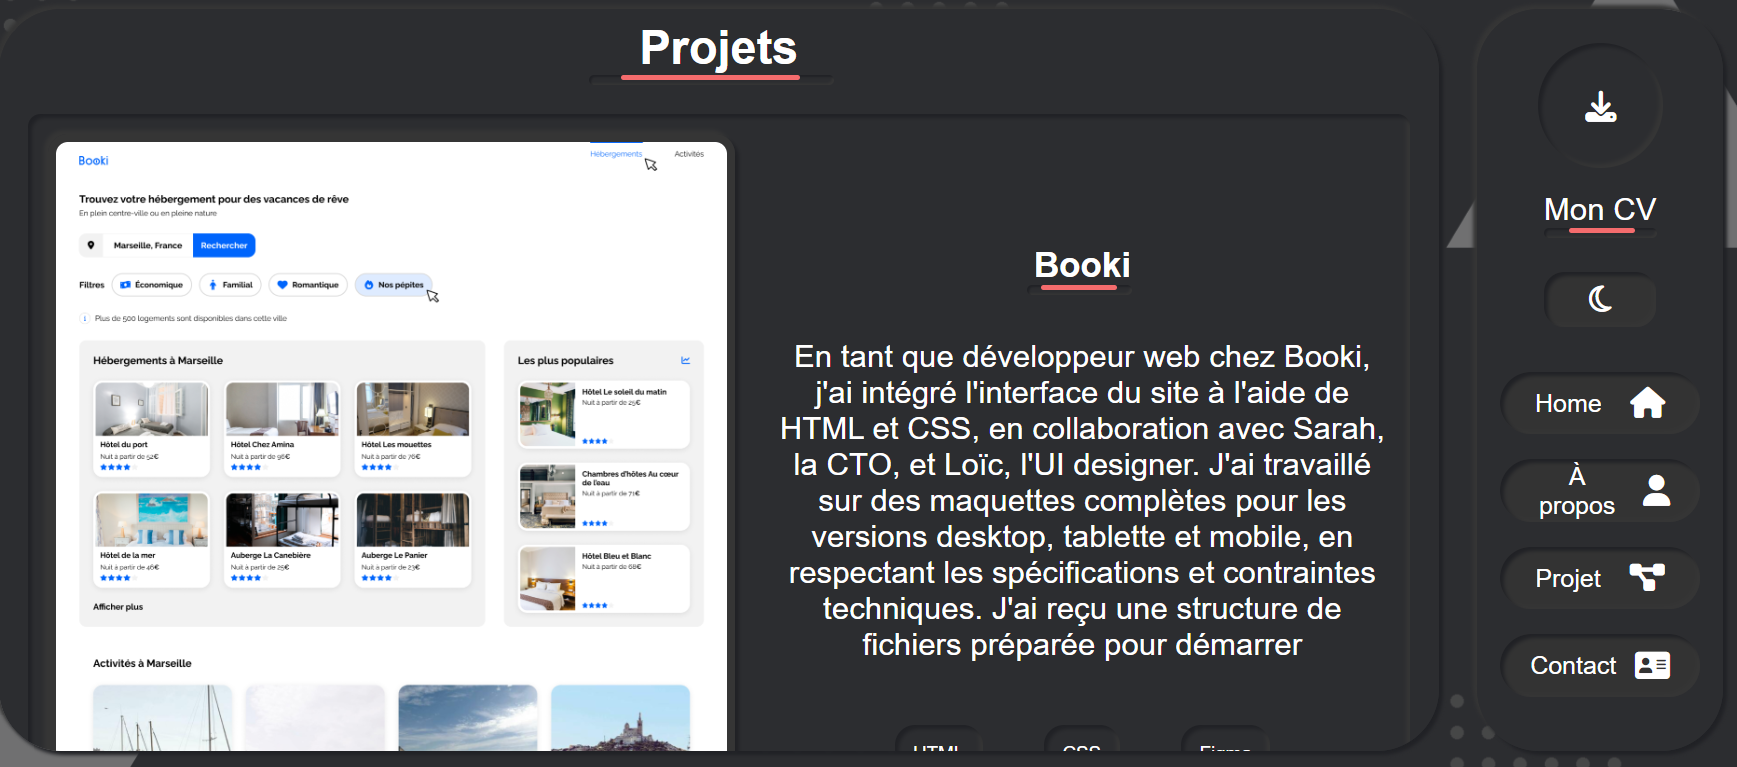 Projets
Booki
Hébergements
Activités
Trouvez votre hébergement pour des vacances de rêve
En plein centre-ville ou en pleine nature
Marseille, France
Rechercher
Filtres
Économique
Familial
Romantique
Nos pépites
Plus de 500 logements sont disponibles dans cette ville
Hébergements à Marseille
Hôtel du port
Nuit à partir de 52€
Hôtel Chez Amina
Nuit à partir de 96€
Hôtel Les mouettes
Nuit à partir de 76€
Hôtel de la mer
Nuit à partir de 46€
Auberge La Canebière
Nuit à partir de 25€
Auberge Le Panier
Nuit à partir de 23€
Afficher plus
Les plus populaires
Hôtel Le soleil du matin
Nuit à partir de 25€
Chambres d'hôtes Au cœur
de l'eau
Nuit à partir de 71€
Hôtel Bleu et Blanc
Nuit à partir de 68€
Activités à Marseille
Booki
En tant que développeur web chez Booki,
j'ai intégré l'interface du site à l'aide de
HTML et CSS, en collaboration avec Sarah,
la CTO, et Loïc, l'UI designer. J'ai travaillé
sur des maquettes complètes pour les
versions desktop, tablette et mobile, en
respectant les spécifications et contraintes
techniques. J'ai reçu une structure de
fichiers préparée pour démarrer
HTML
CSS
Figma
Mon CV
Home
À
propos
Projet
Contact